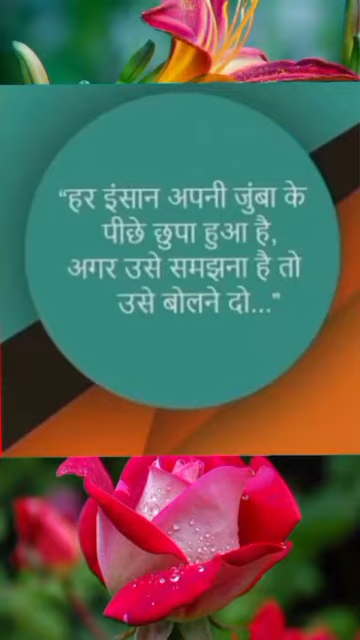 “हर इंसान अपनी जुंबा के
पीछे छुपा हुआ है,
अगर उसे समझना है तो
उसे बोलने दो...”